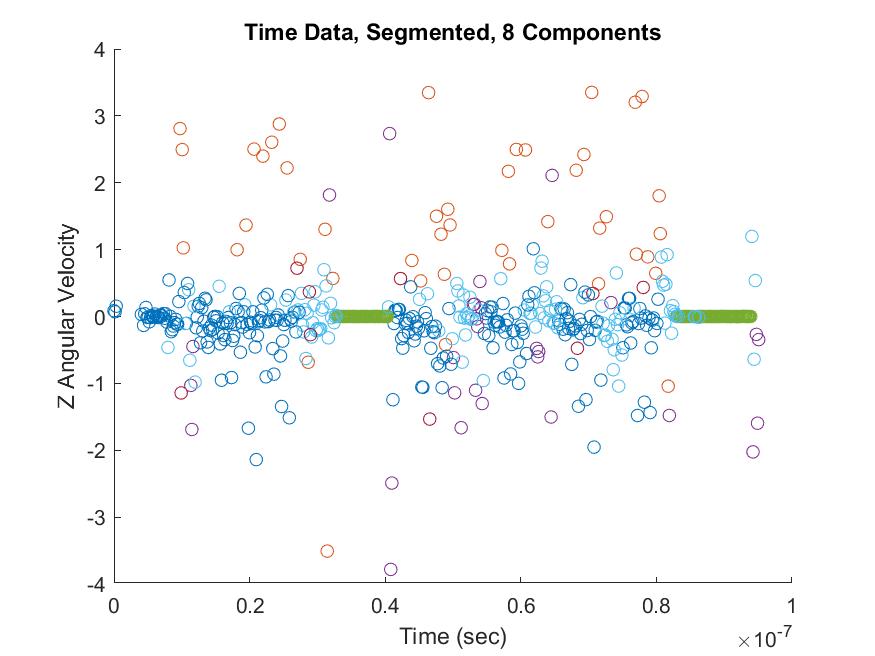 Time Data, Segmented, 8 Components
4
3
2
1
0
-1
-2
-3
-4
Z Angular Velocity
0 0.2 0.4 0.6 0.8 1
Time (sec)
×10-7